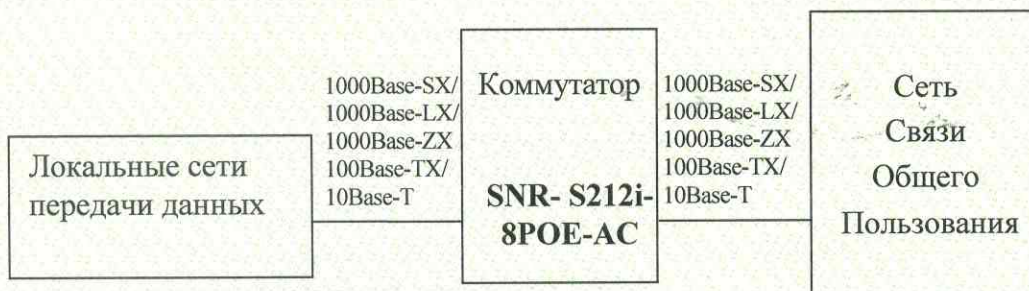 Локальные сети
передачи данных
1000Base-SX/
1000Base-LX/
1000Base-ZX
100Base-TX/
10Base-T
Коммутатор
SNR- S212i-
8POE-AC
1000Base-SX/
1000Base-LX/
1000Base-ZX
100Base-TX/
10Base-T
Сеть
Связи
Общего
Пользования